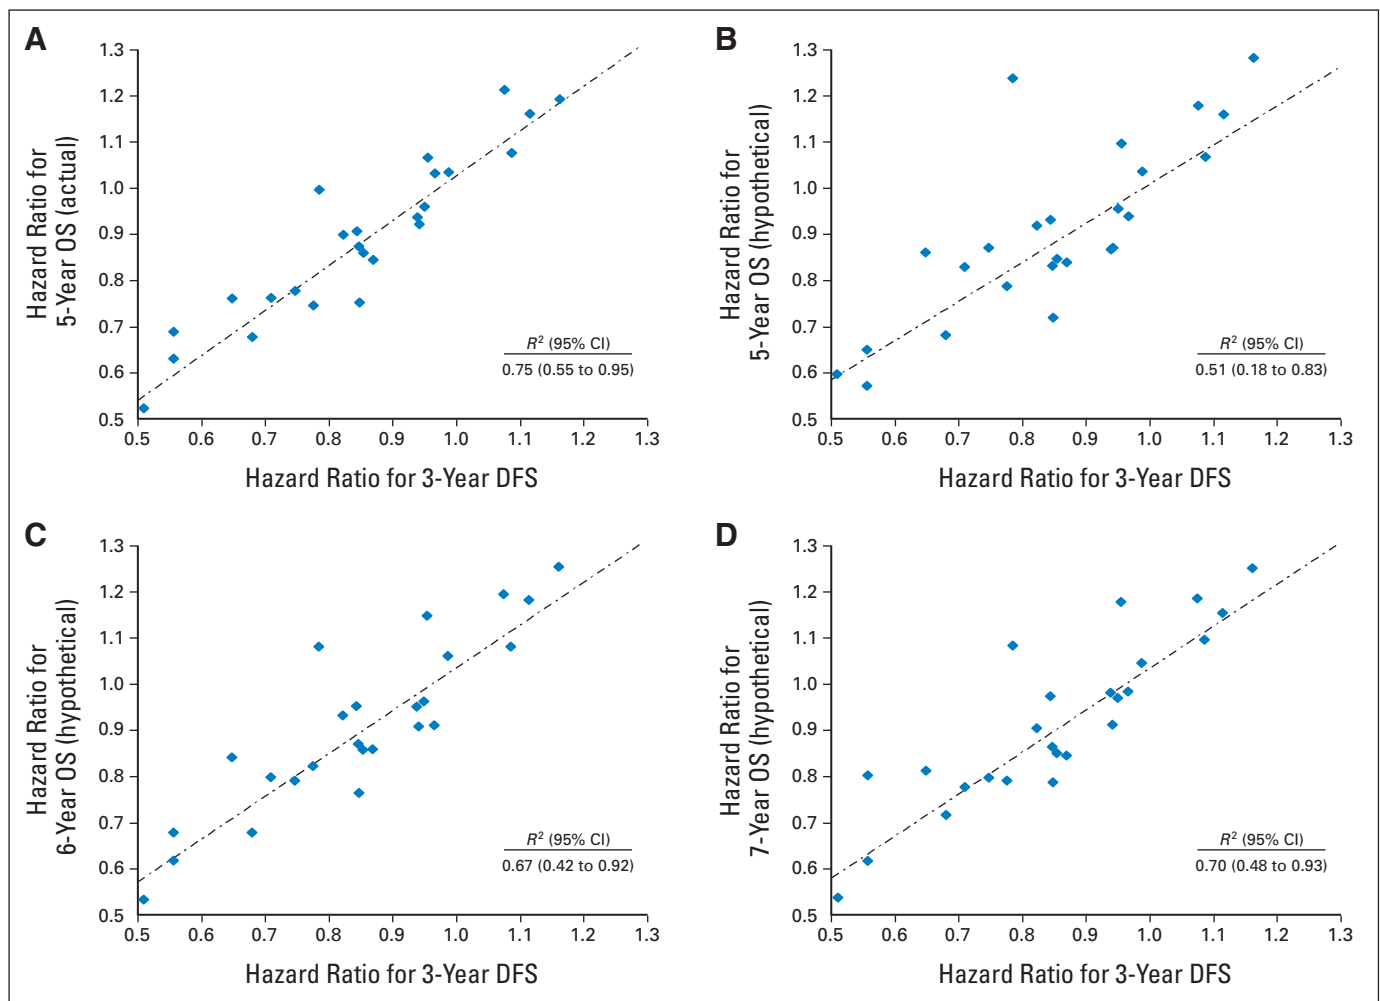 A
Hazard Ratio for
5-Year OS (actual)
1.3
1.2
1.1
1.0
0.9
0.8
0.7
0.6
0.5
0.5 0.6 0.7 0.8 0.9 1.0 1.1 1.2 1.3
Hazard Ratio for 3-Year DFS
R² (95% CI)
0.75 (0.55 to 0.95)
B
Hazard Ratio for
5-Year OS (hypothetical)
1.3
1.2
1.1
1.0
0.9
0.8
0.7
0.6
0.5
0.5 0.6 0.7 0.8 0.9 1.0 1.1 1.2 1.3
Hazard Ratio for 3-Year DFS
R² (95% CI)
0.51 (0.18 to 0.83)
C
Hazard Ratio for
6-Year OS (hypothetical)
1.3
1.2
1.1
1.0
0.9
0.8
0.7
0.6
0.5
0.5 0.6 0.7 0.8 0.9 1.0 1.1 1.2 1.3
Hazard Ratio for 3-Year DFS
R² (95% CI)
0.67 (0.42 to 0.92)
D
Hazard Ratio for
7-Year OS (hypothetical)
1.3
1.2
1.1
1.0
0.9
0.8
0.7
0.6
0.5
0.5 0.6 0.7 0.8 0.9 1.0 1.1 1.2 1.3
Hazard Ratio for 3-Year DFS
R² (95% CI)
0.70 (0.48 to 0.93)